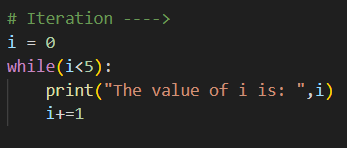 # Iteration ---->
i = 0
while(i<5):
    print("The value of i is: ",i)
    i+=1